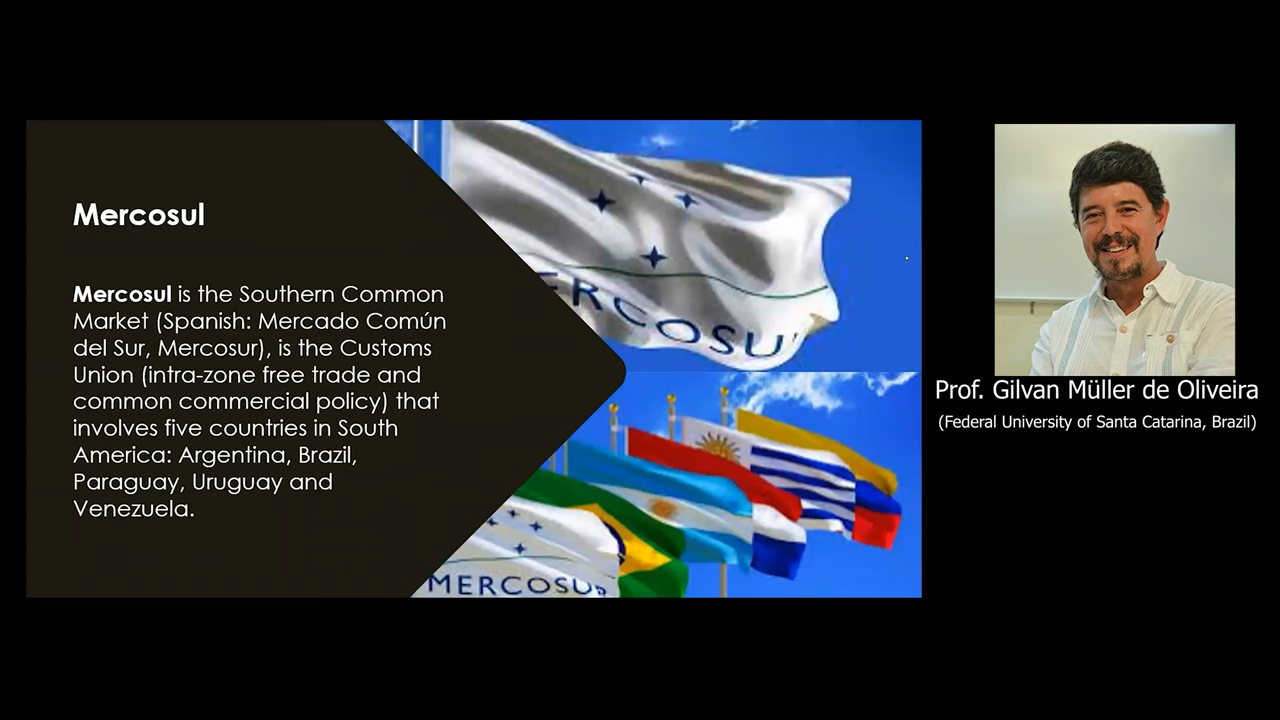 Mercosul
Mercosul is the Southern Common
Market (Spanish: Mercado Común
del Sur, Mercosur), is the Customs
Union (intra-zone free trade and
common commercial policy) that
involves five countries in South
America: Argentina, Brazil,
Paraguay, Uruguay and
Venezuela.
ERCOSU
MERCOSUR
Prof. Gilvan Müller de Oliveira
(Federal University of Santa Catarina, Brazil)